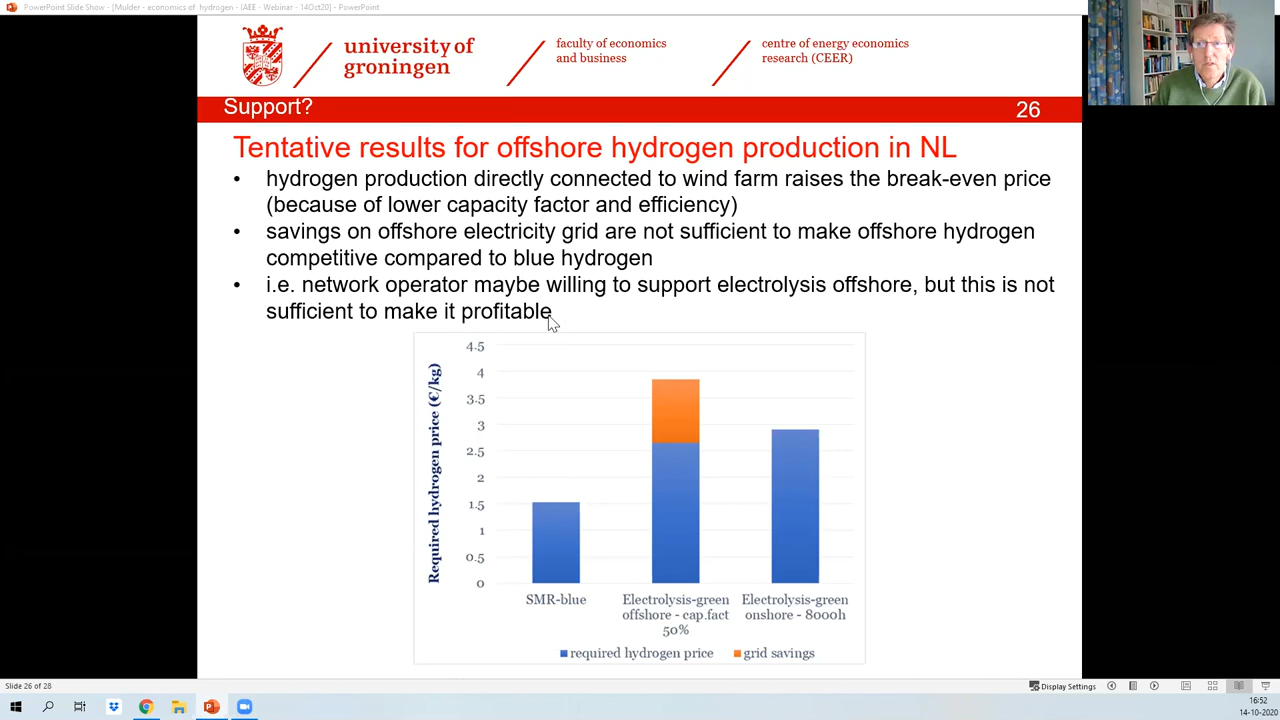 PowerPoint Slide Show - [Mulder - economics of hydrogen - (AEE - Webinar - 14Oct20] - PowerPoint
university of
groningen
faculty of economics
and business
centre of energy economics
research (CEER)
Support?
26
Tentative results for offshore hydrogen production in NL
• hydrogen production directly connected to wind farm raises the break-even price
(because of lower capacity factor and efficiency)
• savings on offshore electricity grid are not sufficient to make offshore hydrogen
competitive compared to blue hydrogen
• i.e. network operator maybe willing to support electrolysis offshore, but this is not
sufficient to make it profitable
Required hydrogen price (€/kg)
4.5
4
3.5
3
2.5
2
1.5
1
0.5
0
SMR-blue
Electrolysis-green
offshore - cap.fact
50%
Electrolysis-green
onshore - 8000h
required hydrogen price
grid savings
Slide 26 of 28
Display Settings
16:52
14-10-2020